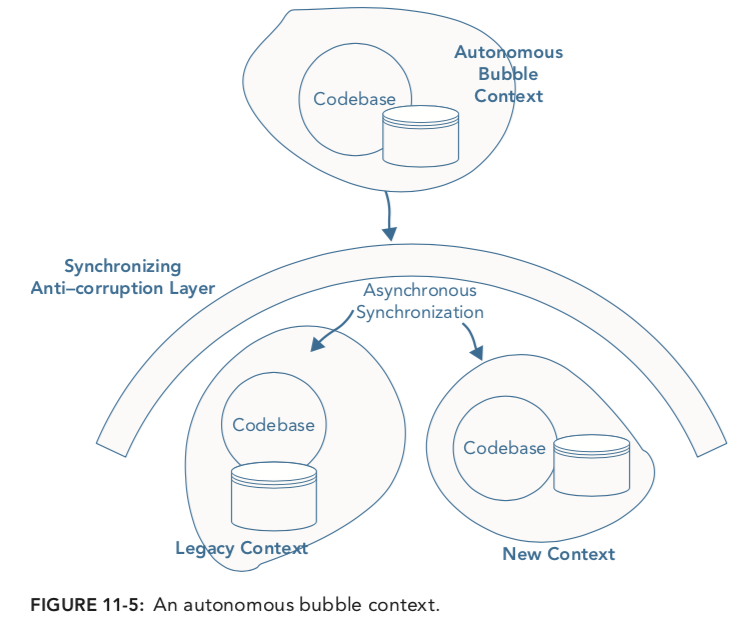 Autonomous
Bubble
Context
Codebase
Synchronizing
Anti–corruption Layer
Asynchronous
Synchronization
Codebase
Codebase
Legacy Context
New Context
FIGURE 11-5: An autonomous bubble context.